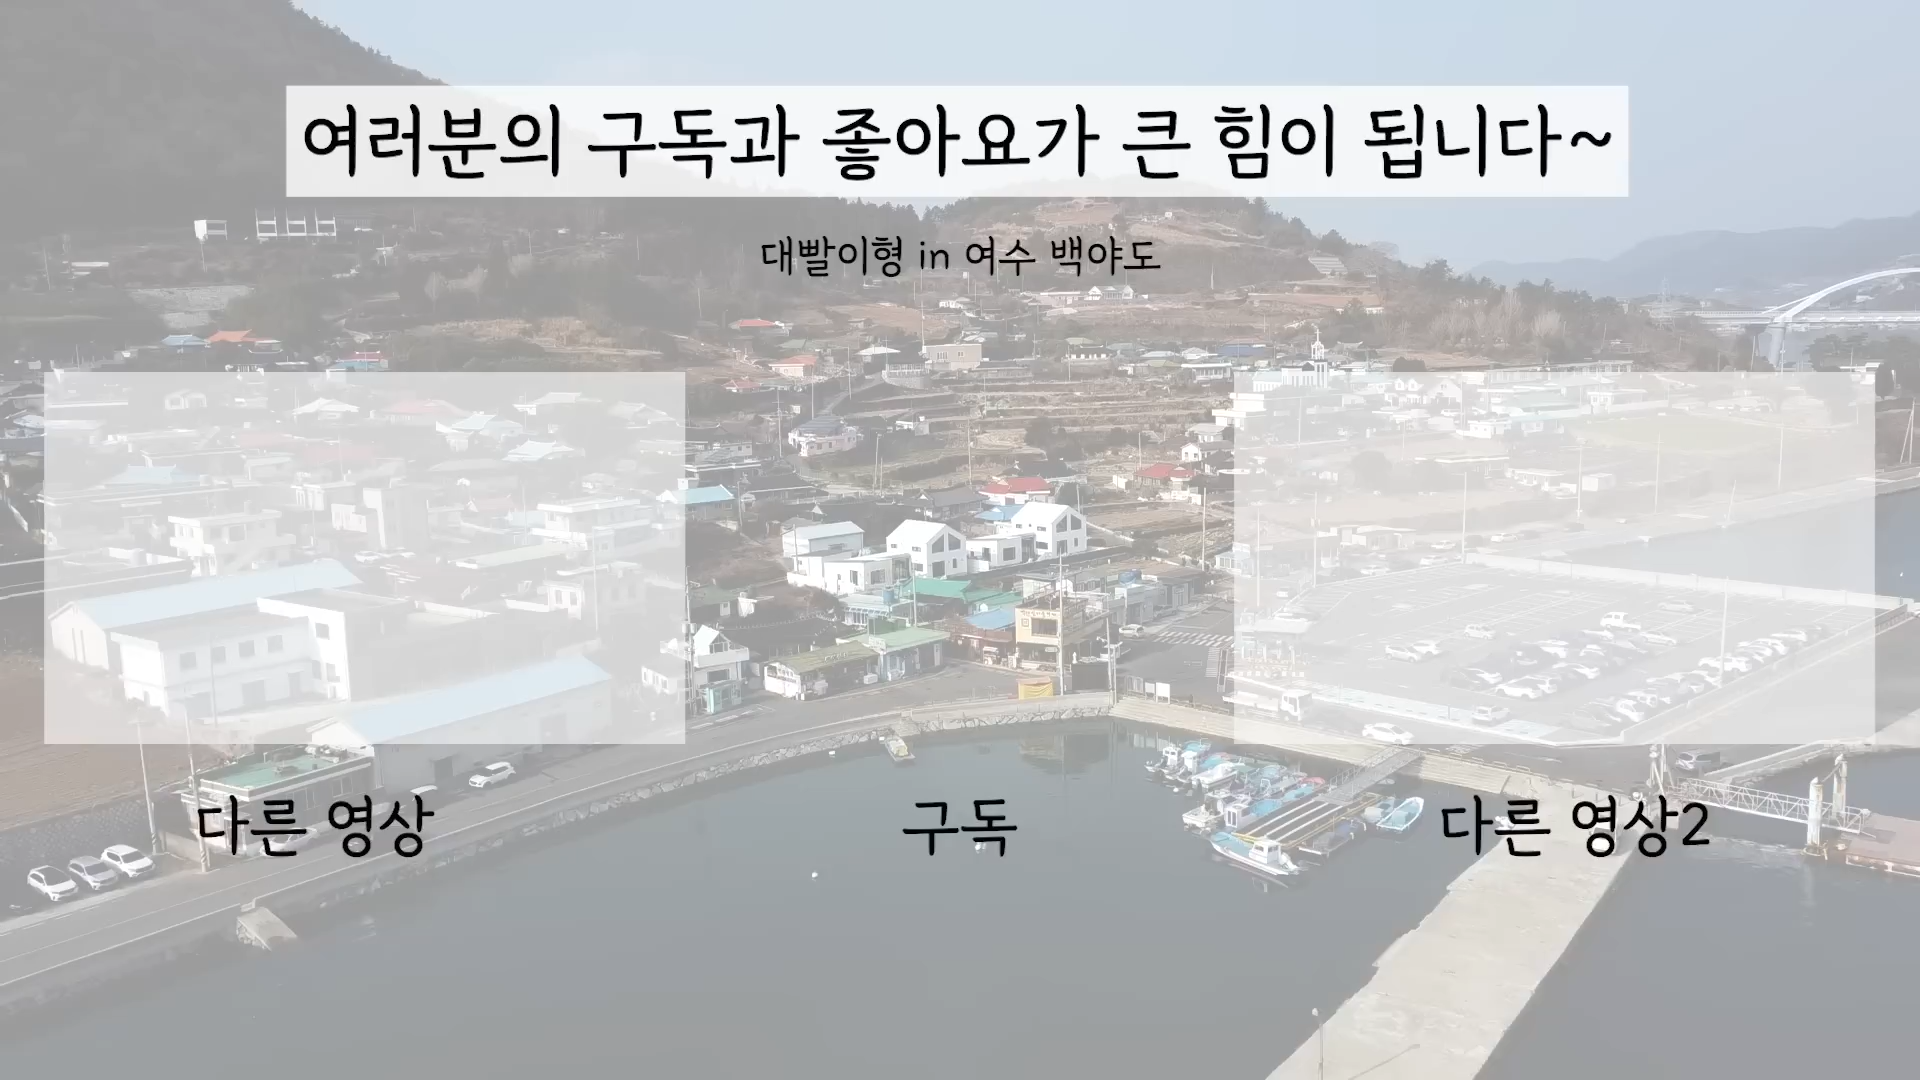 여러분의 구독과 좋아요가 큰 힘이 됩니다~
대빨이형 in 여수 백야도
다른 영상
구독
다른 영상2